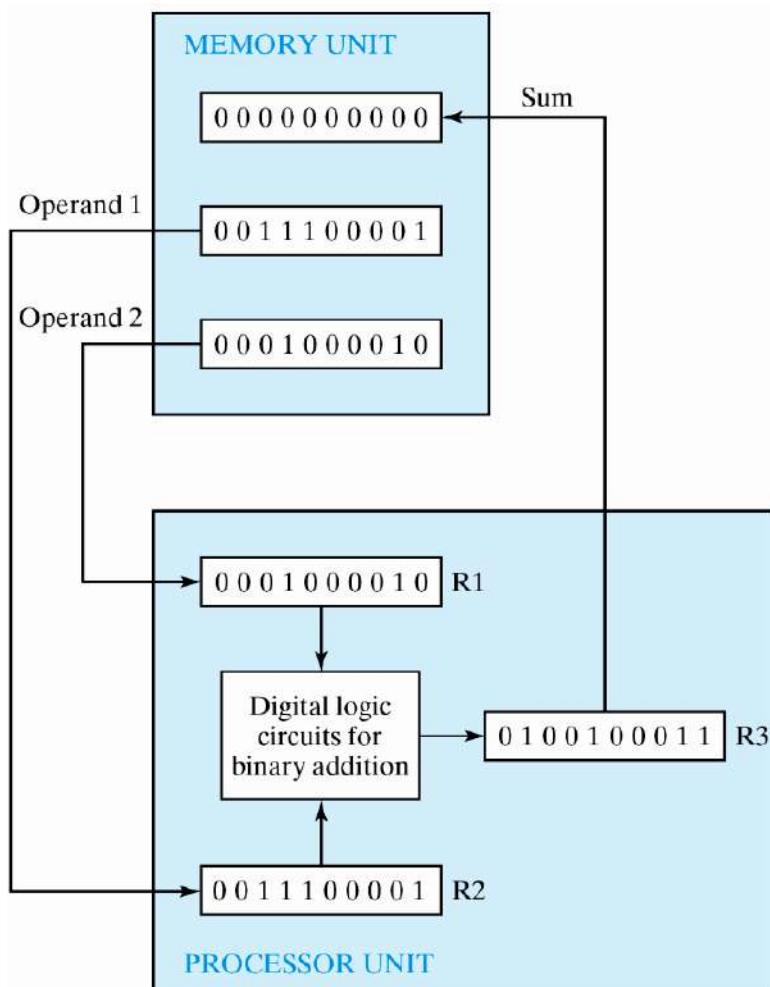 MEMORY UNIT
0 0 0 0 0 0 0 0 0 0
Sum
Operand 1
0 0 1 1 1 0 0 0 0 1
Operand 2
0 0 0 1 0 0 0 0 1 0
0 0 0 1 0 0 0 0 1 0 R1
Digital logic
circuits for
binary addition
0 1 0 0 1 0 0 0 1 1 R3
0 0 1 1 1 0 0 0 0 1 R2
PROCESSOR UNIT